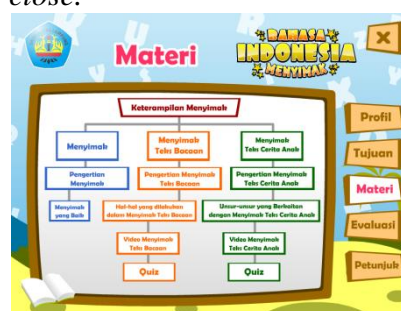 close.
Materi
BAHASA
INDONESIA
MENYIMAK
X
Keterampilan Menyimak
Menyimak
Menyimak
Teks Bacaan
Menyimak
Teks Cerita Anak
Pengertian
Menyimak
Pengertian Menyimak
Teks Bacaan
Pengertian Menyimak
Teks Cerita Anak
Menyimak
yang Baik
Hal-hal yang dilakukan
dalam Menyimak Teks Bacaan
Unsur-unsur yang Berkaitan
dengan Menyimak Teks Cerita Anak
Video Menyimak
Teks Bacaan
Video Menyimak
Teks Cerita Anak
Quiz
Quiz
Profil
Tujuan
Materi
Evaluasi
Petunjuk